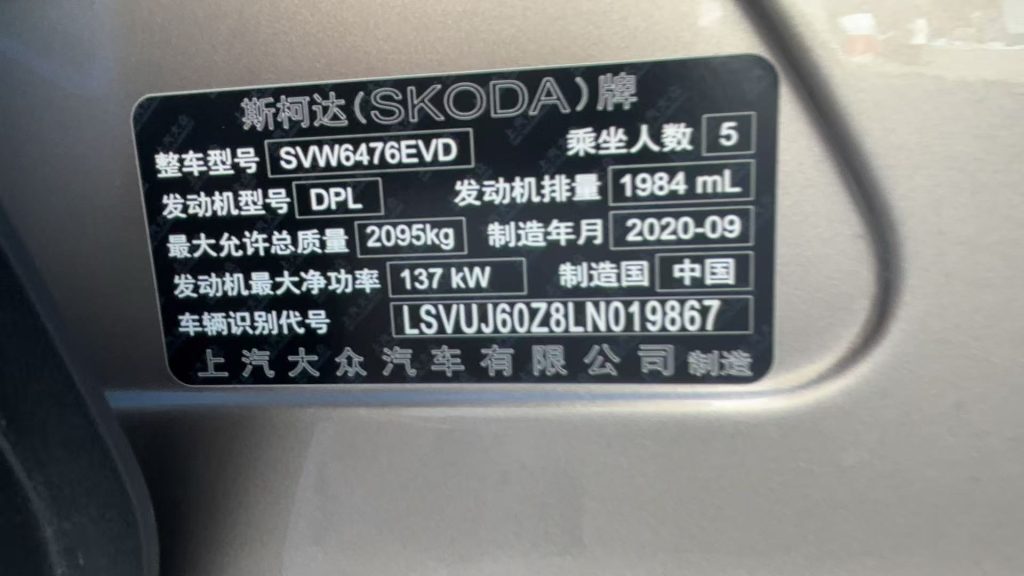 斯柯达(SKODA)牌
整车型号 SVW6476EVD 乘坐人数 5
发动机型号 DPL 发动机排量 1984 mL
最大允许总质量 2095kg 制造年月 2020-09
发动机最大净功率 137 kW 制造国 中国
车辆识别代号 LSVUJ60Z8LN019867
上汽大众汽车有限公司 制造